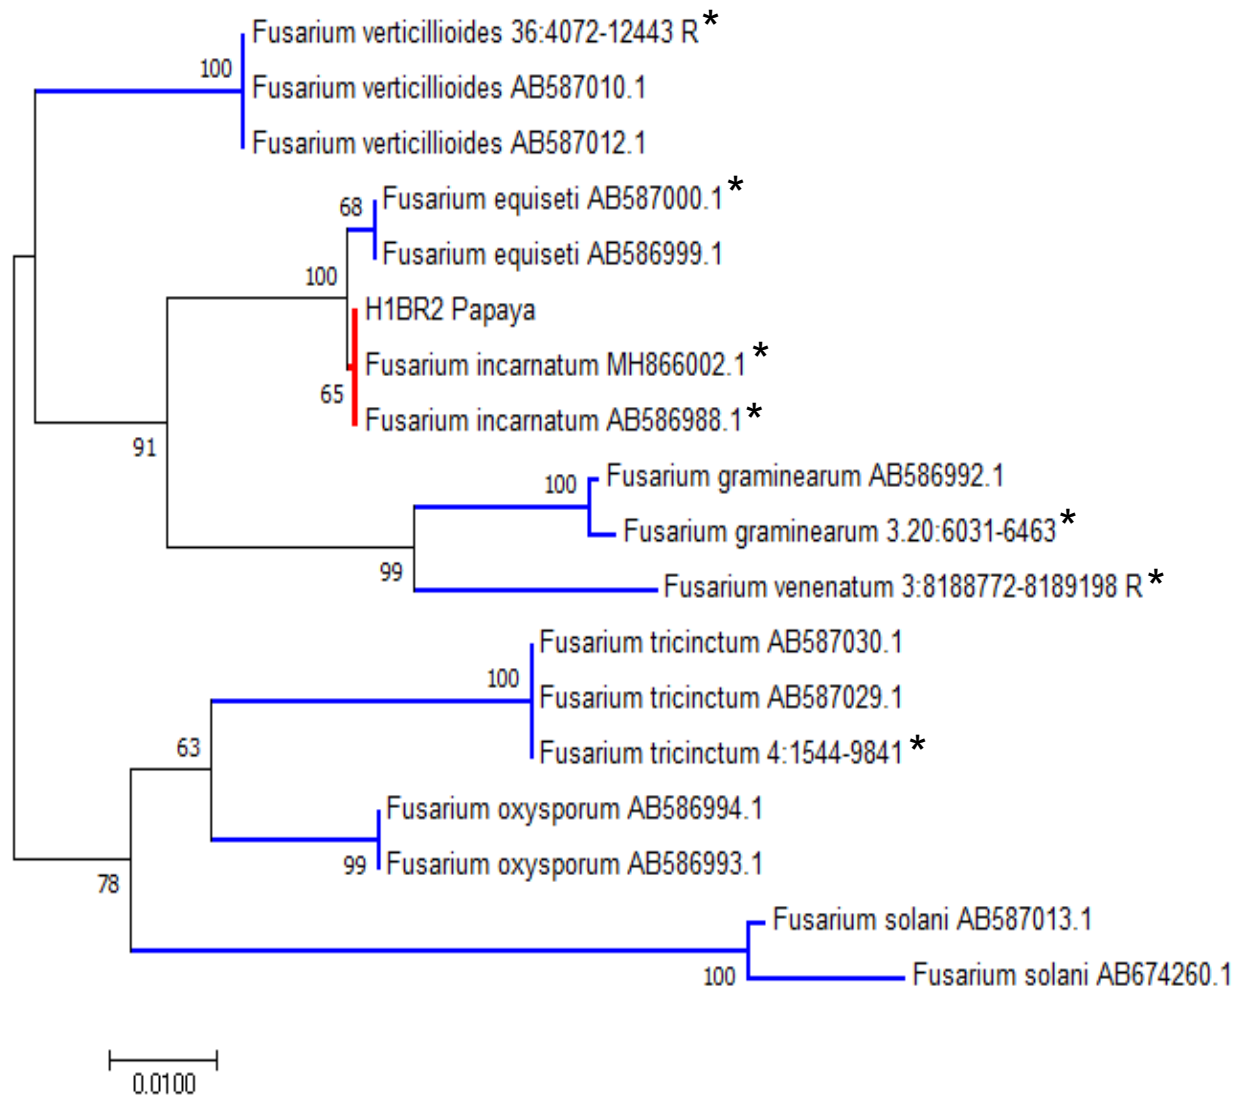 Fusarium verticillioides 36:4072-12443 R*
100
Fusarium verticillioides AB587010.1
Fusarium verticillioides AB587012.1
Fusarium equiseti AB587000.1*
68
Fusarium equiseti AB586999.1
100
H1BR2 Papaya
Fusarium incarnatum MH866002.1*
65
Fusarium incarnatum AB586988.1*
91
Fusarium graminearum AB586992.1
100
Fusarium graminearum 3.20:6031-6463*
99
Fusarium venenatum 3:8188772-8189198 R*
Fusarium tricinctum AB587030.1
100
Fusarium tricinctum AB587029.1
Fusarium tricinctum 4:1544-9841*
63
Fusarium oxysporum AB586994.1
99 Fusarium oxysporum AB586993.1
78
Fusarium solani AB587013.1
100
Fusarium solani AB674260.1
0.0100